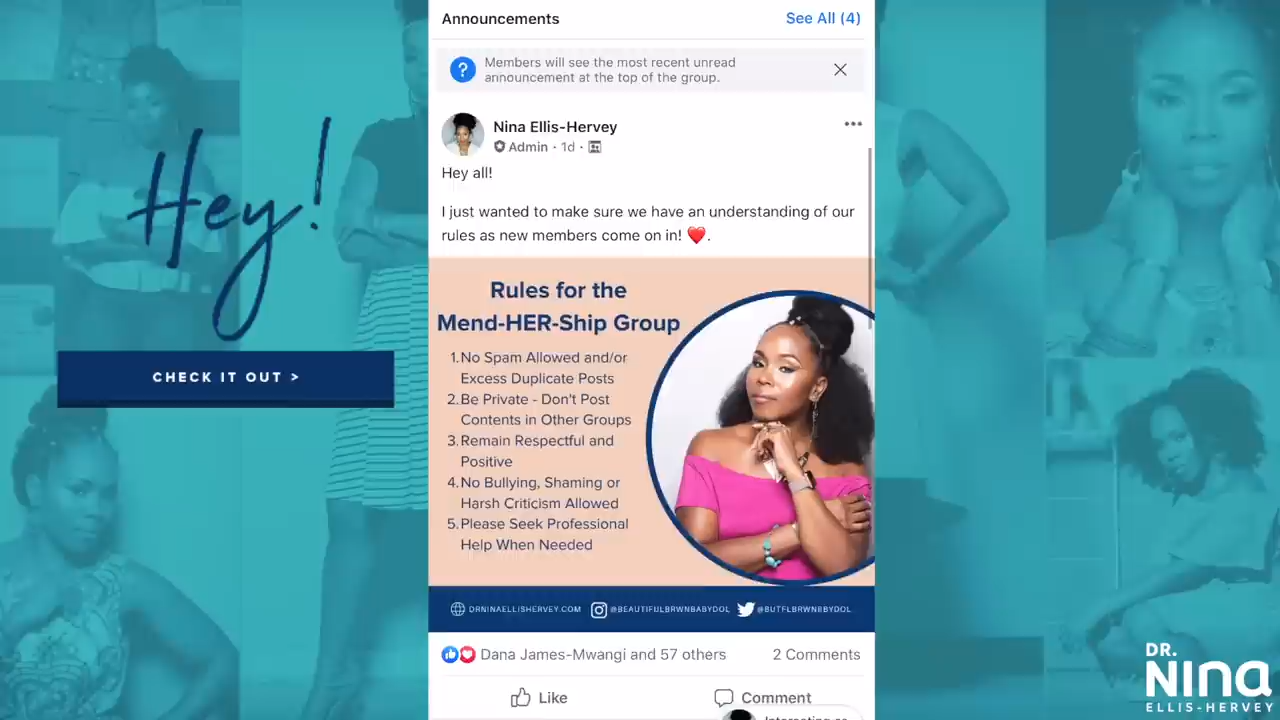 Announcements
See All (4)
Members will see the most recent unread
announcement at the top of the group.
Nina Ellis-Hervey
Admin · 1d ·
Hey all!
I just wanted to make sure we have an understanding of our
rules as new members come on in! ❤️.
Hey!
CHECK IT OUT >
Rules for the
Mend-HER-Ship Group
1. No Spam Allowed and/or
Excess Duplicate Posts
2. Be Private - Don't Post
Contents in Other Groups
3. Remain Respectful and
Positive
4. No Bullying, Shaming or
Harsh Criticism Allowed
5. Please Seek Professional
Help When Needed
DRNINAELLISHERVEY.COM
@BEAUTIFULBRWNBABYDOL
@BUTFLBRWNBBYDOL
Dana James-Mwangi and 57 others
2 Comments
Like
Comment
DR.
Nina
ELLIS-HERVEY